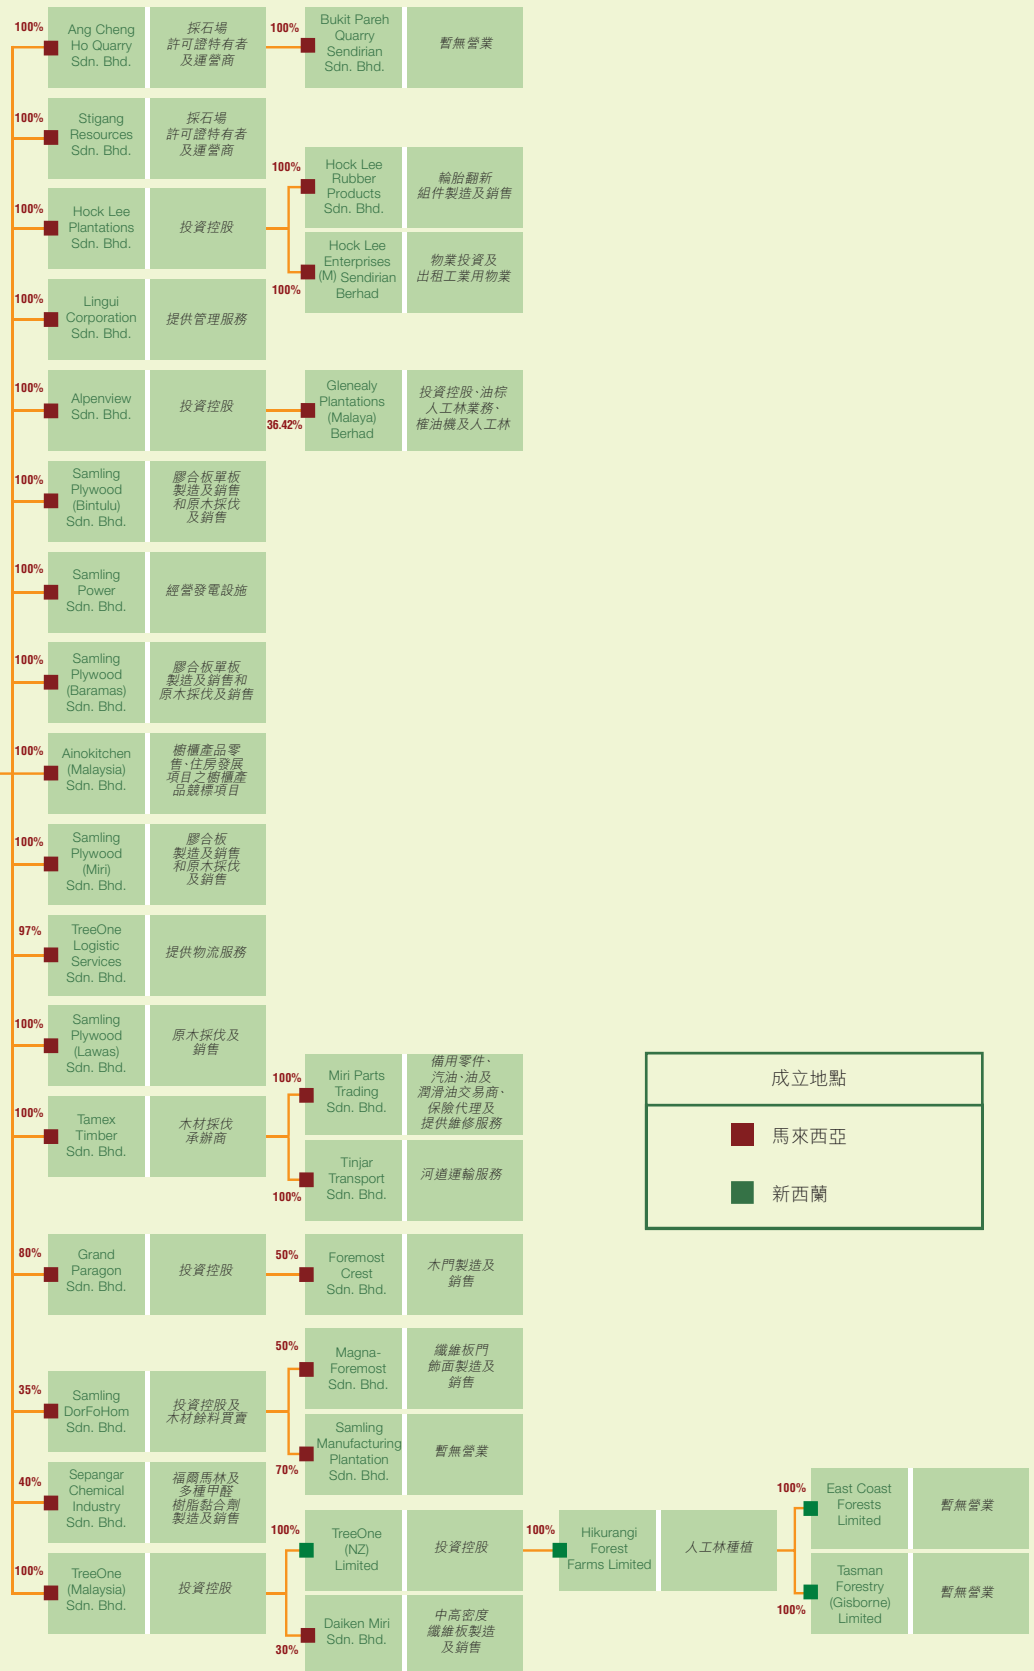 100%
Ang Cheng
Ho Quarry
Sdn. Bhd.
採石場
許可證特有者
及運營商
100%
Bukit Pareh
Quarry
Sendirian
Sdn. Bhd.
暫無營業
100%
Stigang
Resources
Sdn. Bhd.
採石場
許可證特有者
及運營商
100%
Hock Lee
Plantations
Sdn. Bhd.
投資控股
100%
Hock Lee
Rubber
Products
Sdn. Bhd.
輪胎翻新
組件製造及銷售
100%
Hock Lee
Enterprises
(M) Sendirian
Berhad
物業投資及
出租工業用物業
100%
Lingui
Corporation
Sdn. Bhd.
提供管理服務
100%
Alpenview
Sdn. Bhd.
投資控股
36.42%
Glenealy
Plantations
(Malaya)
Berhad
投資控股、油棕
人工林業務、
榨油機及人工林
100%
Samling
Plywood
(Bintulu)
Sdn. Bhd.
膠合板單板
製造及銷售
和原木採伐
及銷售
100%
Samling
Power
Sdn. Bhd.
經營發電設施
100%
Samling
Plywood
(Baramas)
Sdn. Bhd.
膠合板單板
製造及銷售和
原木採伐及銷售
100%
Ainokitchen
(Malaysia)
Sdn. Bhd.
櫥櫃產品零
售、住房發展
項目之櫥櫃產
品競標項目
100%
Samling
Plywood
(Miri)
Sdn. Bhd.
膠合板
製造及銷售
和原木採伐
及銷售
97%
TreeOne
Logistic
Services
Sdn. Bhd.
提供物流服務
100%
Samling
Plywood
(Lawas)
Sdn. Bhd.
原木採伐及
銷售
100%
Tamex
Timber
Sdn. Bhd.
木材採伐
承辦商
100%
Miri Parts
Trading
Sdn. Bhd.
備用零件、
汽油、油及
潤滑油交易商、
保險代理及
提供維修服務
100%
Tinjar
Transport
Sdn. Bhd.
河道運輸服務
成立地點
馬來西亞
新西蘭
80%
Grand
Paragon
Sdn. Bhd.
投資控股
50%
Foremost
Crest
Sdn. Bhd.
木門製造及
銷售
35%
Samling
DorFoHom
Sdn. Bhd.
投資控股及
木材餘料買賣
50%
Magna-
Foremost
Sdn. Bhd.
纖維板門
飾面製造及
銷售
70%
Samling
Manufacturing
Plantation
Sdn. Bhd.
暫無營業
40%
Sepangar
Chemical
Industry
Sdn. Bhd.
福爾馬林及
多種甲醛
樹脂黏合劑
製造及銷售
100%
TreeOne
(Malaysia)
Sdn. Bhd.
投資控股
100%
TreeOne
(NZ)
Limited
投資控股
100%
Hikurangi
Forest
Farms Limited
人工林種植
100%
East Coast
Forests
Limited
暫無營業
100%
Tasman
Forestry
(Gisborne)
Limited
暫無營業
30%
Daiken Miri
Sdn. Bhd.
中高密度
纖維板製造
及銷售